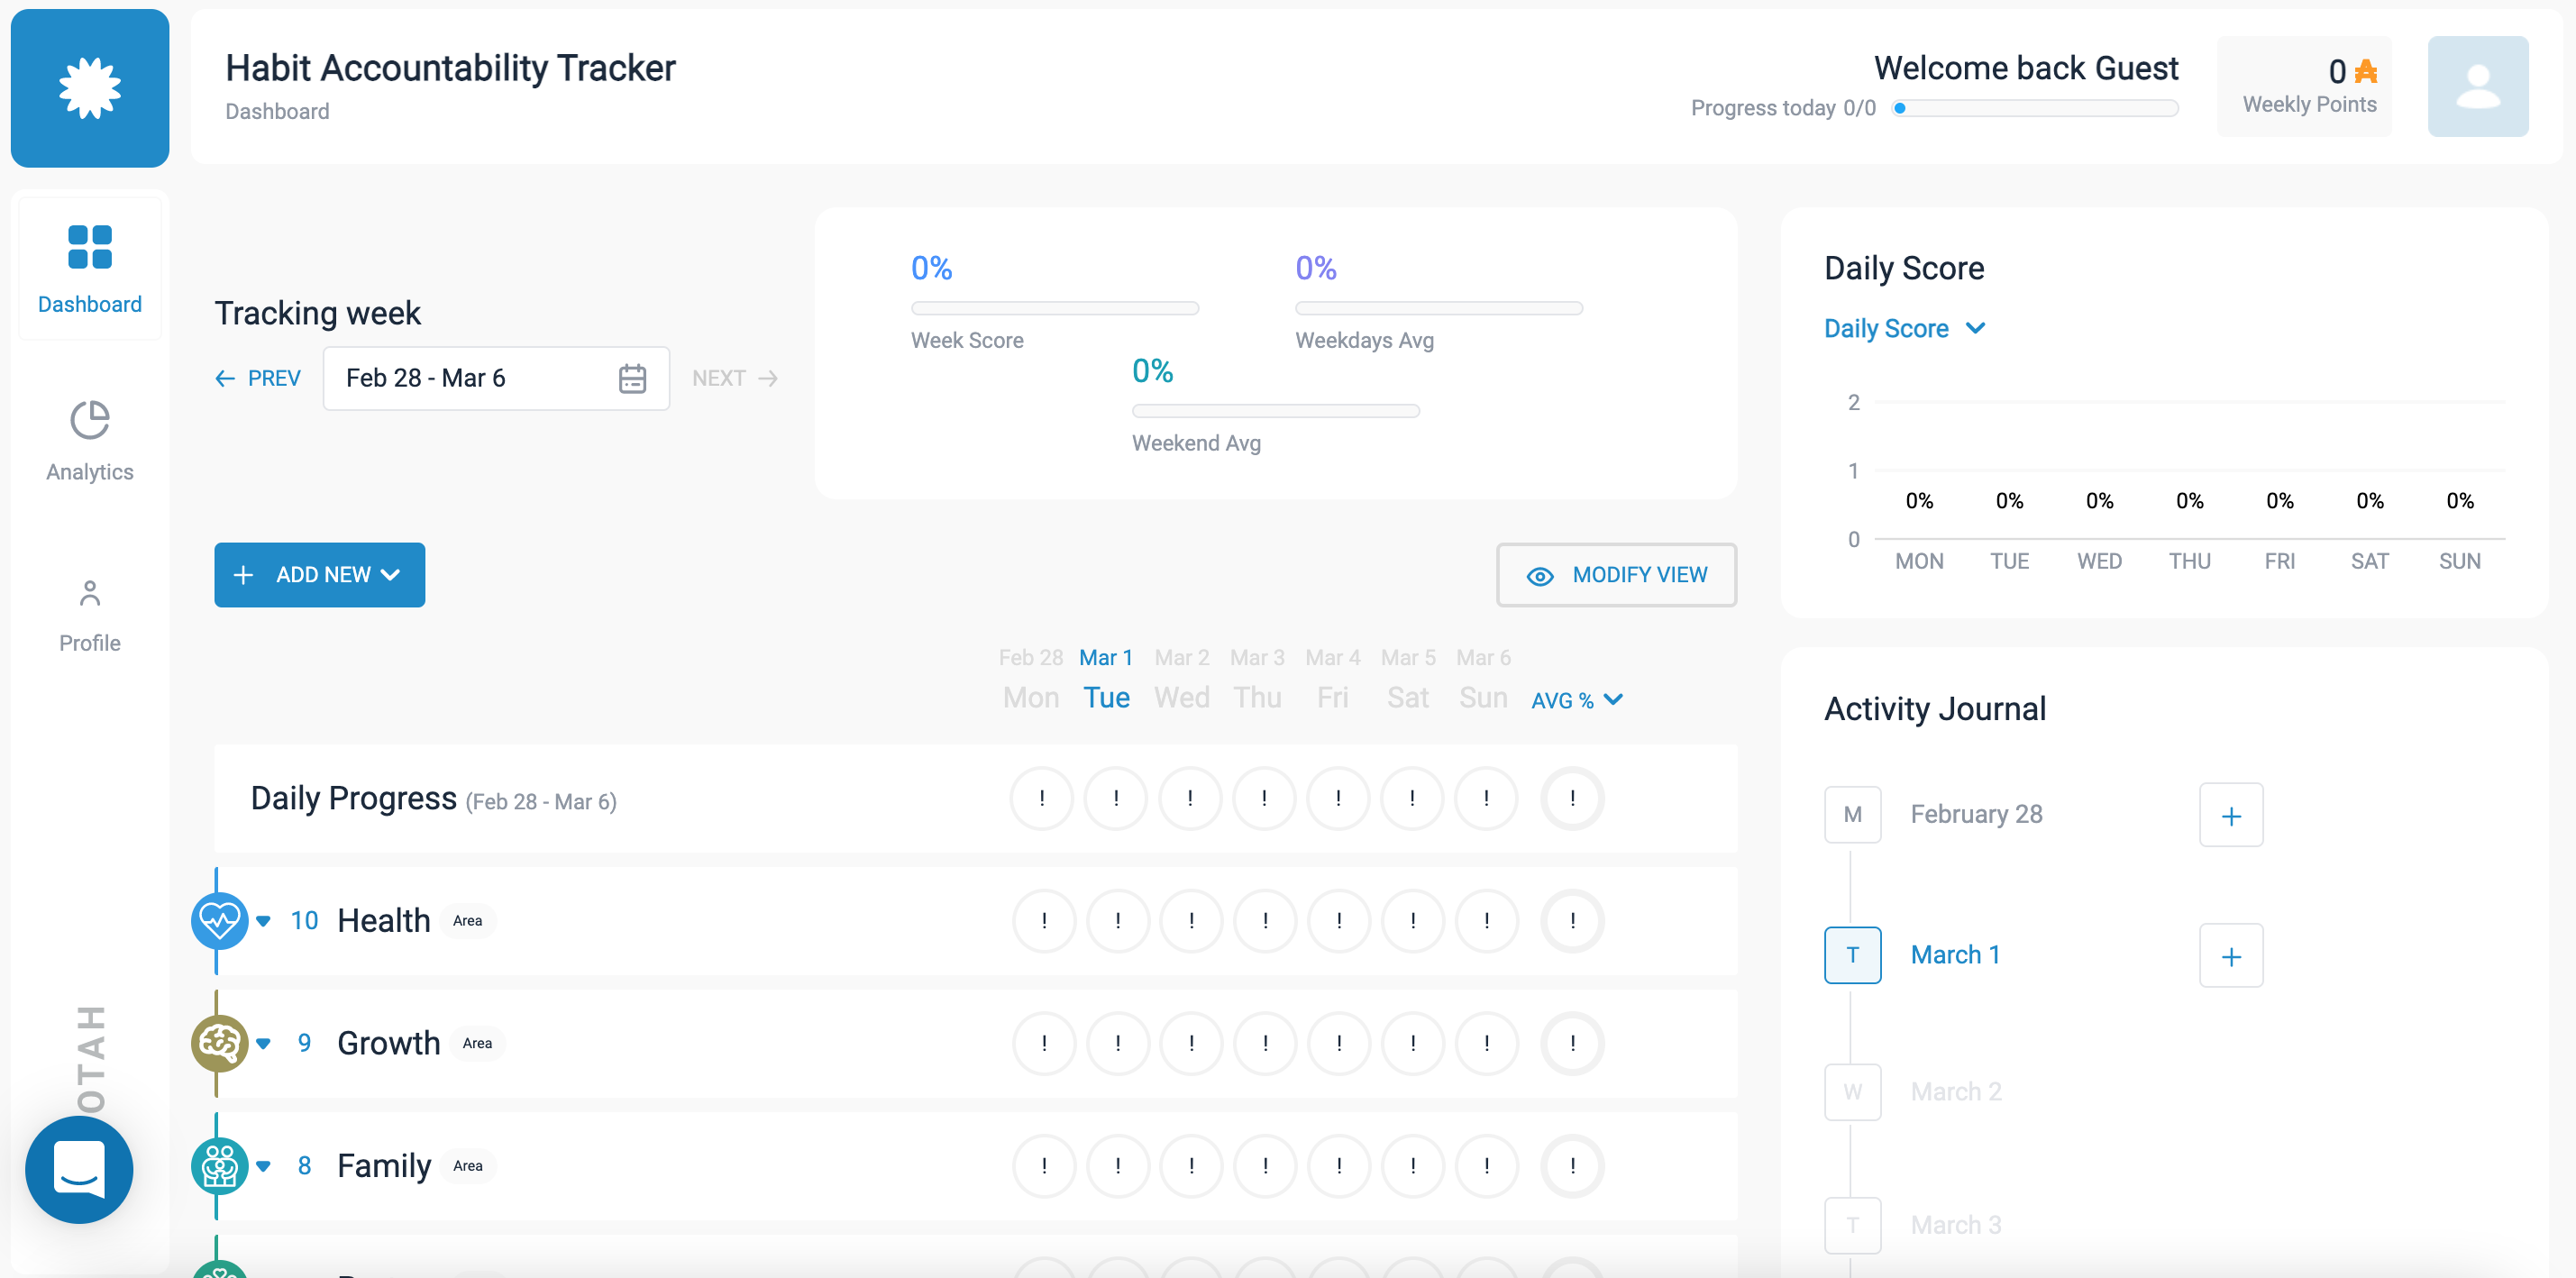 Habit Accountability Tracker
Dashboard
Welcome back Guest
Progress today 0/0
0
Weekly Points
Dashboard
Analytics
Profile
HATO
Tracking week
PREV
Feb 28 - Mar 6
NEXT
0%
Week Score
0%
Weekdays Avg
0%
Weekend Avg
ADD NEW
MODIFY VIEW
Feb 28 Mar 1 Mar 2 Mar 3 Mar 4 Mar 5 Mar 6
Mon Tue Wed Thu Fri Sat Sun AVG %
Daily Progress (Feb 28 - Mar 6) ! ! ! ! ! ! ! !
10 Health Area ! ! ! ! ! ! ! !
9 Growth Area ! ! ! ! ! ! ! !
8 Family Area ! ! ! ! ! ! ! !
Daily Score
Daily Score
2
1
0% 0% 0% 0% 0% 0% 0%
0
MON TUE WED THU FRI SAT SUN
Activity Journal
M February 28 +
T March 1 +
W March 2
T March 3